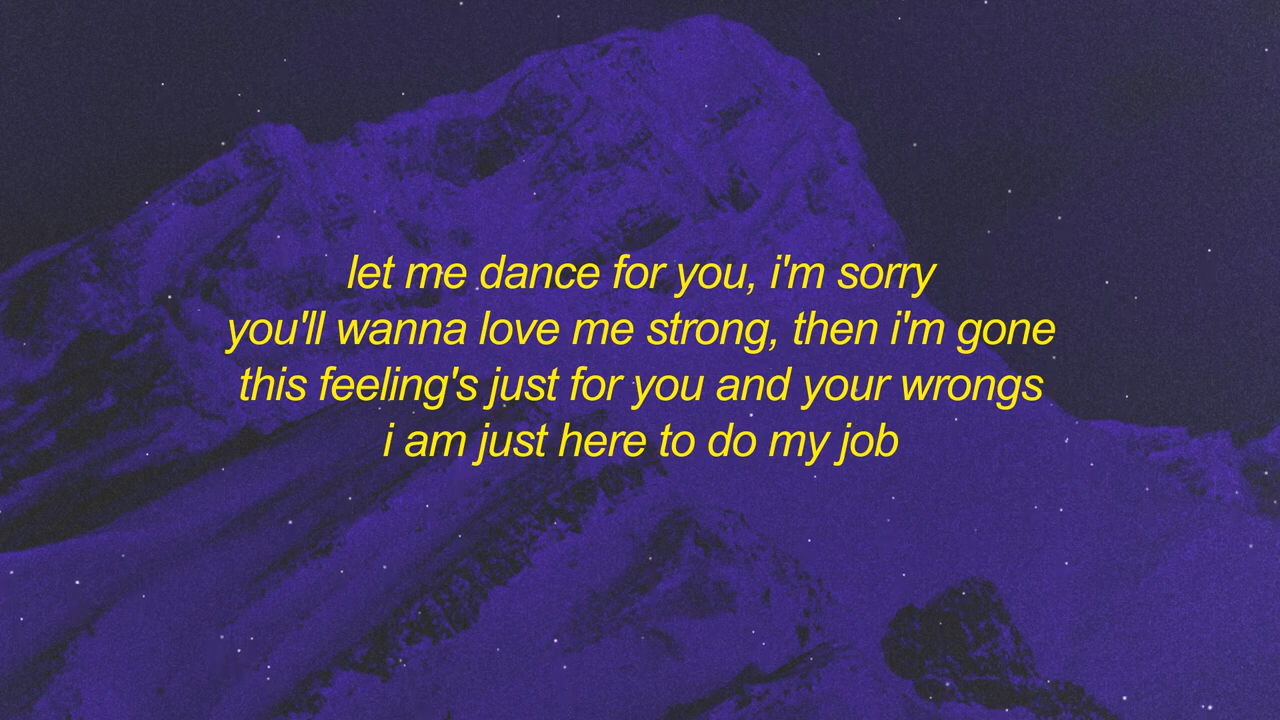 let me dance for you, i'm sorry
you'll wanna love me strong, then i'm gone
this feeling's just for you and your wrongs
i am just here to do my job